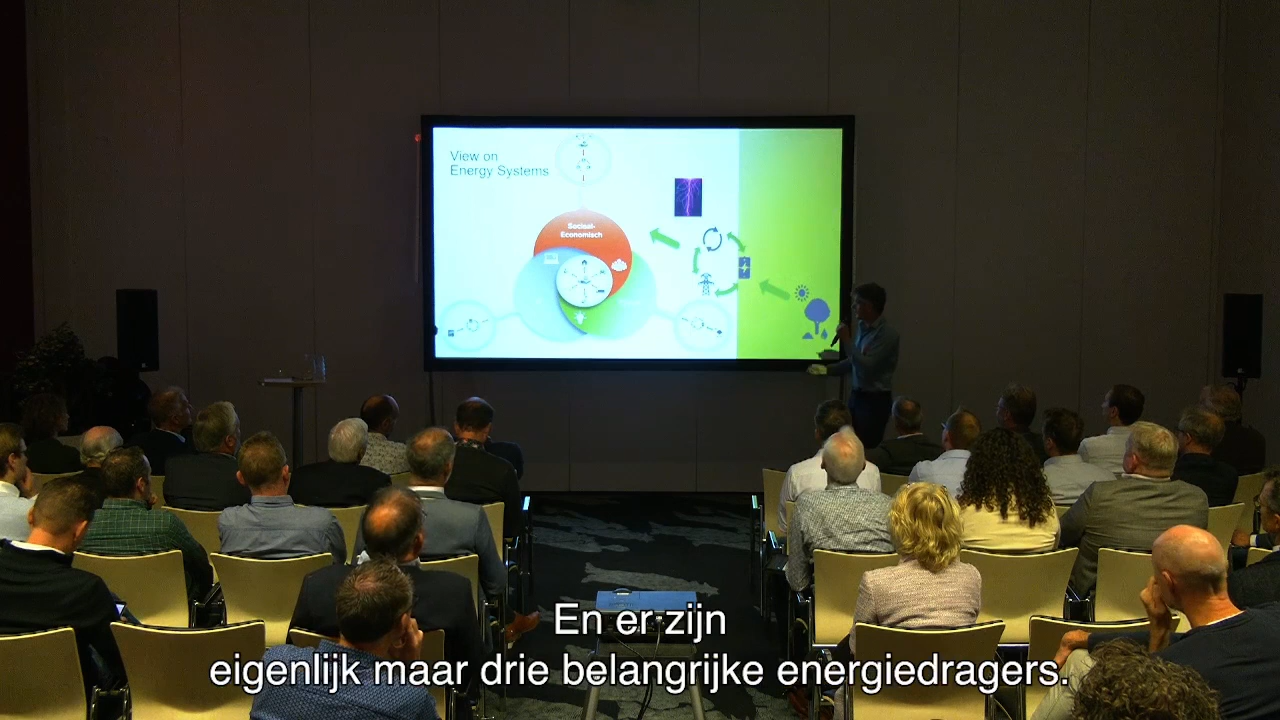 View on
Energy Systems
Sociaal-
Economisch
En er zijn
eigenlijk maar drie belangrijke energiedragers.